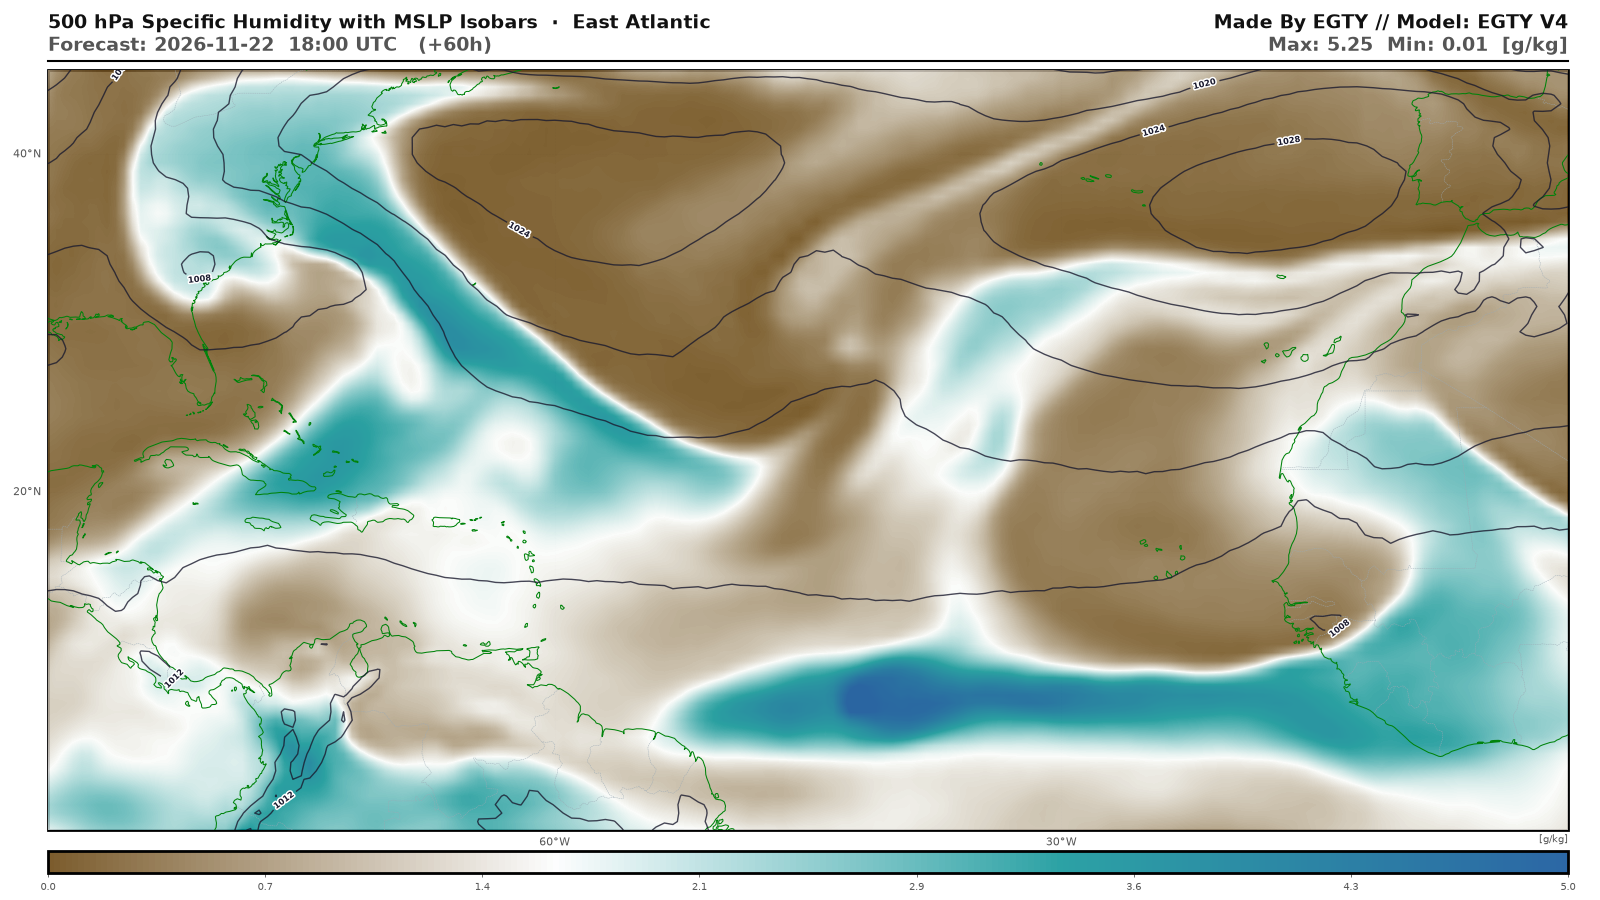 500 hPa Specific Humidity with MSLP Isobars · East Atlantic
Made By EGTY // Model: EGTY V4
Forecast: 2026-11-22 18:00 UTC (+60h)
Max: 5.25 Min: 0.01 [g/kg]
1020
1024
1028
40°N
1024
1008
20°N
1008
1012
1012
60°W
30°W
[g/kg]
0.0
0.7
1.4
2.1
2.9
3.6
4.3
5.0